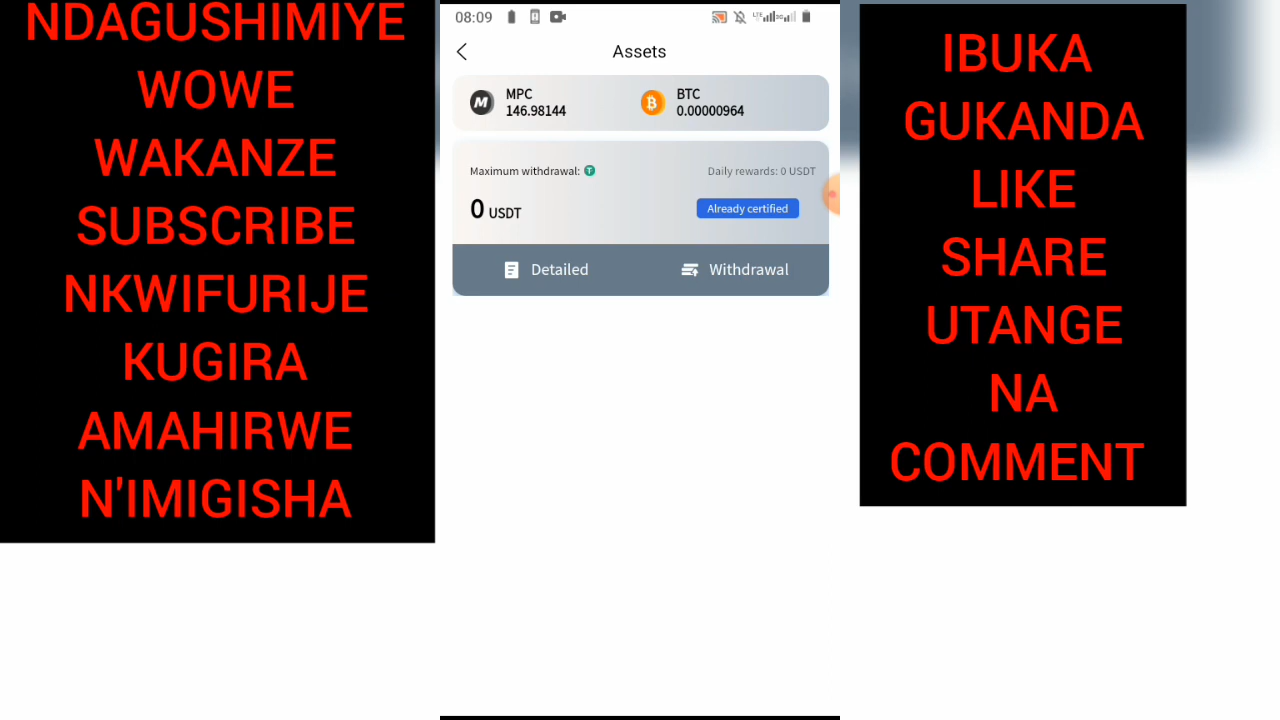 NDAGUSHIMIYE
WOWE
WAKANZE
SUBSCRIBE
NKWIFURIJE
KUGIRA
AMAHIRWE
N'IMIGISHA
08:09
Assets
MPC
146.98144
BTC
0.00000964
Maximum withdrawal:
Daily rewards: 0 USDT
0 USDT
Already certified
Detailed
Withdrawal
IBUKA
GUKANDA
LIKE
SHARE
UTANGE
NA
COMMENT